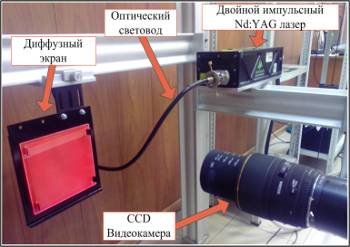 Оптический
световод
Двойной импульсный
Nd:YAG лазер
Диффузный
экран
CCD
Видеокамера